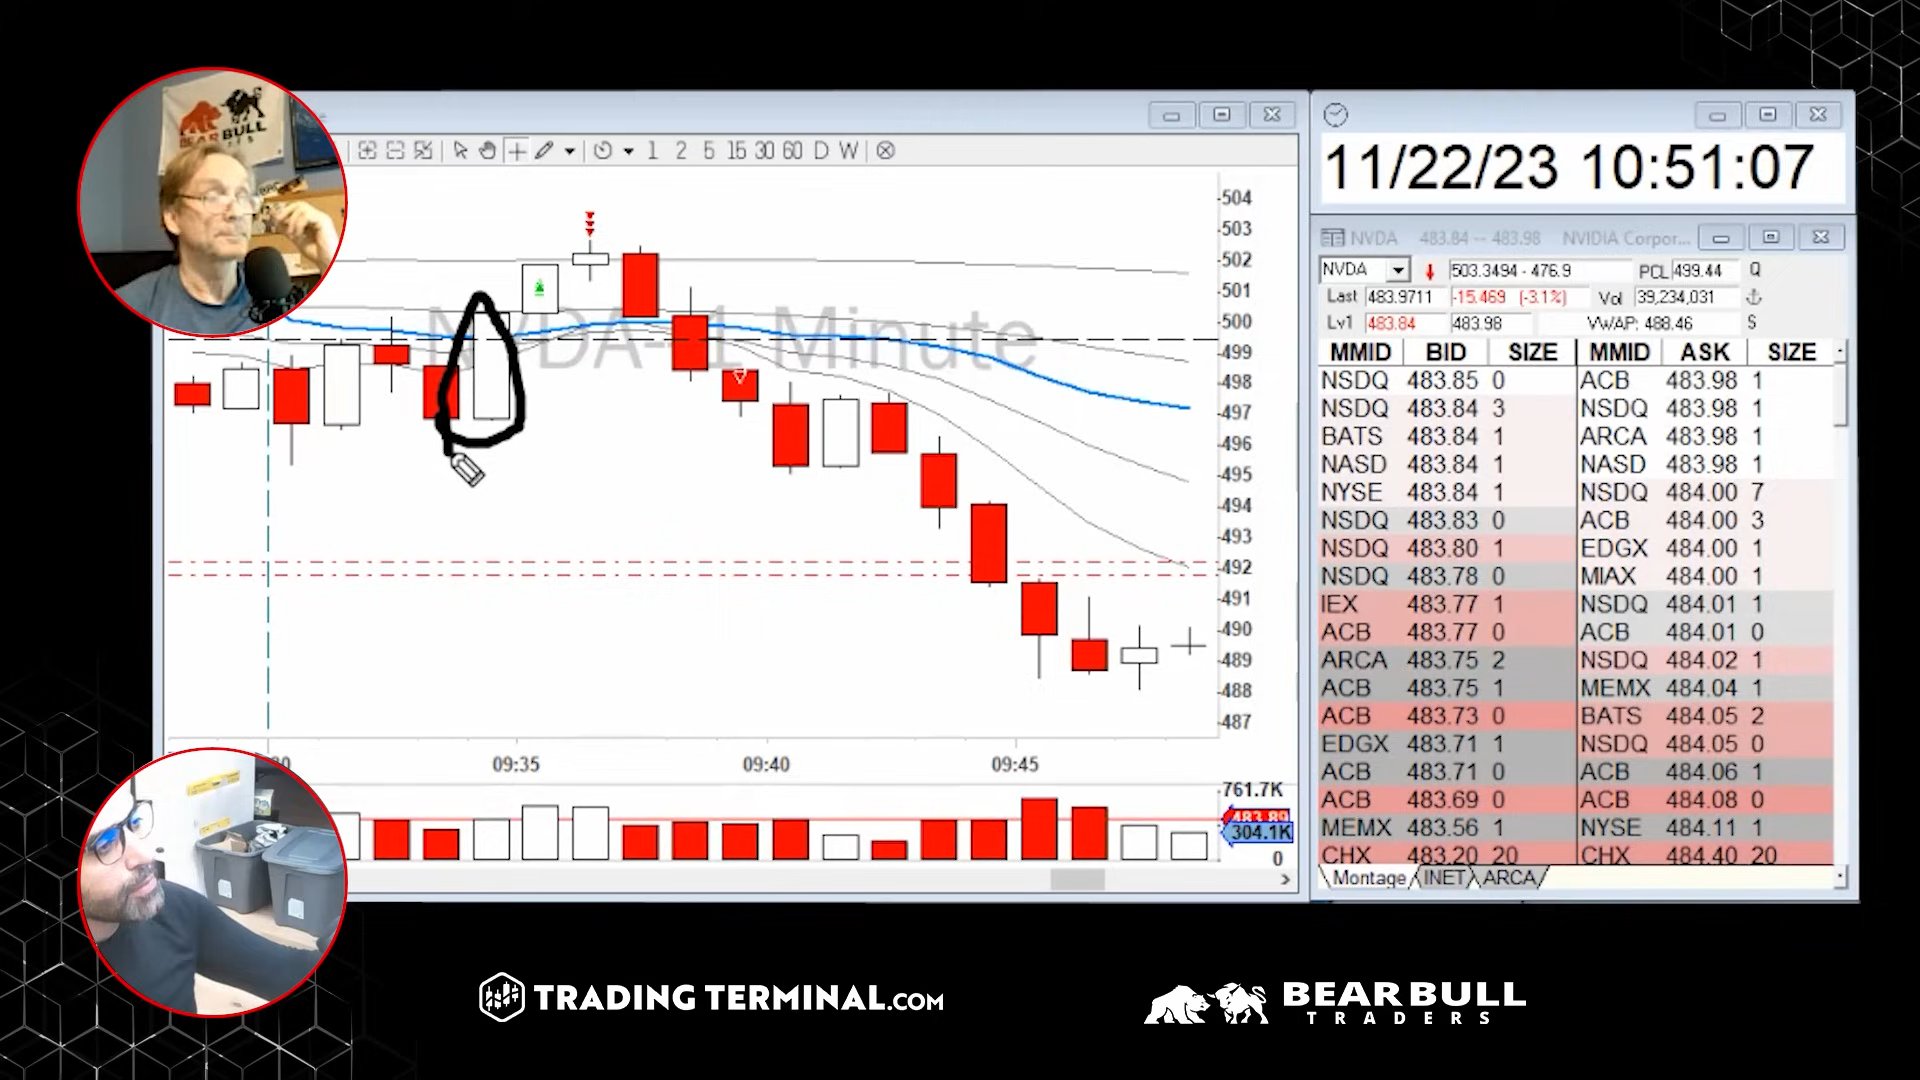 BEAR BULL
1 2 5 15 30 60 D W
NVDA - 1 Minute
504
503
502
501
500
499
498
497
496
495
494
493
492
491
490
489
488
487
09:35 09:40 09:45
761.7K
304.1K
0
11/22/23 10:51:07
NVDA 483.84 -- 483.98 NVIDIA Corpor...
NVDA 503.3494 - 476.9 PCL 499.44 Q
Last 483.9711 -15.469 (-3.1%) Vol 39,234,031
Lv1 483.84 483.98 VWAP: 488.46 S
MMID BID SIZE MMID ASK SIZE
NSDQ 483.85 0 ACB 483.98 1
NSDQ 483.84 3 NSDQ 483.98 1
BATS 483.84 1 ARCA 483.98 1
NASD 483.84 1 NASD 483.98 1
NYSE 483.84 1 NSDQ 484.00 7
NSDQ 483.83 0 ACB 484.00 3
NSDQ 483.80 1 EDGX 484.00 1
NSDQ 483.78 0 MIAX 484.00 1
IEX 483.77 1 NSDQ 484.01 1
ACB 483.77 0 ACB 484.01 0
ARCA 483.75 2 NSDQ 484.02 1
ACB 483.75 1 MEMX 484.04 1
ACB 483.73 0 BATS 484.05 2
EDGX 483.71 1 NSDQ 484.05 0
ACB 483.71 0 ACB 484.06 1
ACB 483.69 0 ACB 484.08 0
MEMX 483.56 1 NYSE 484.11 1
CHX 483.20 20 CHX 484.40 20
Montage INET ARCA
TRADING TERMINAL.COM
BEAR BULL
TRADERS